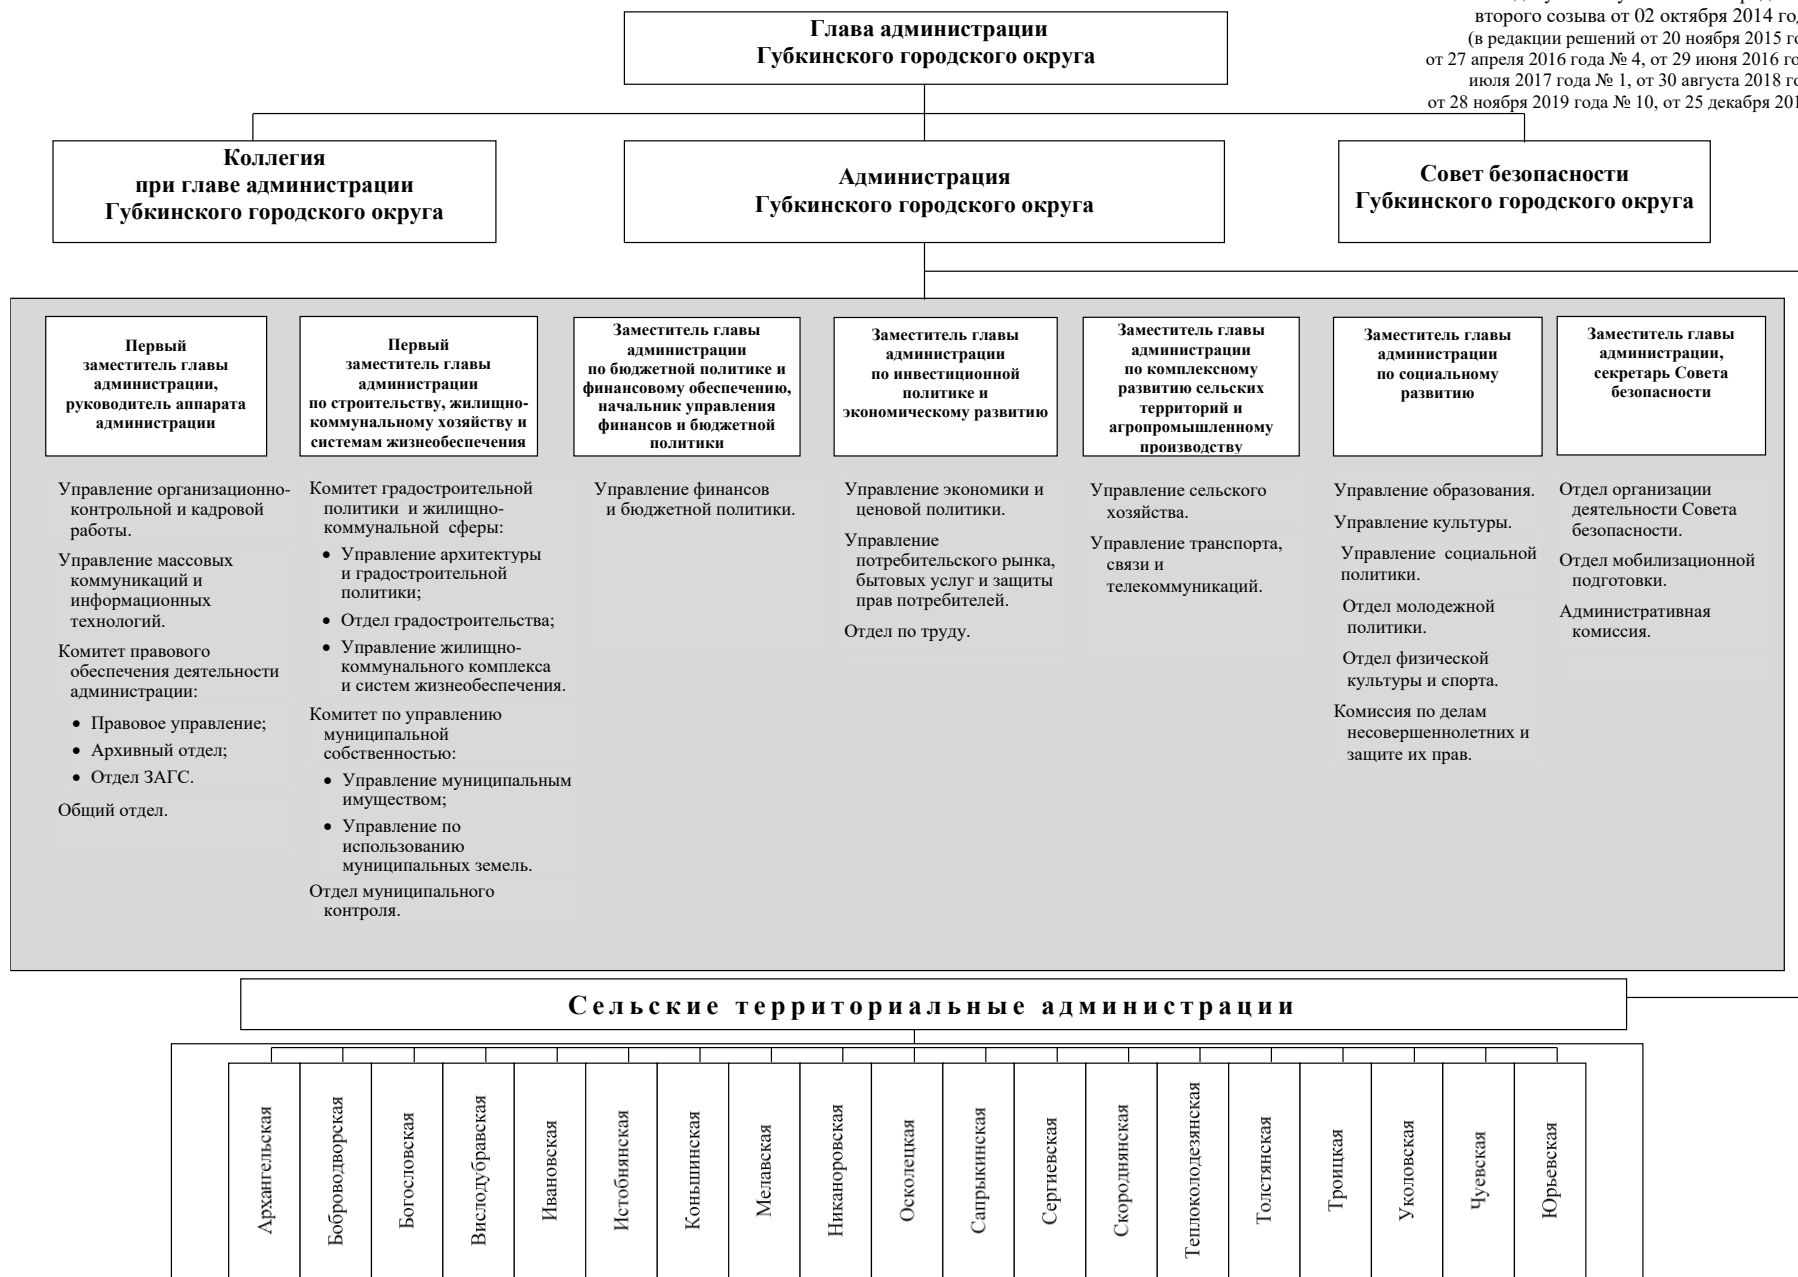 второго созыва от 02 октября 2014
(в редакции решений от 20 ноября 2015
от 27 апреля 2016 года № 4, от 29 июня 2016
июля 2017 года № 1, от 30 августа 2018
от 28 ноября 2019 года № 10, от 25 декабря
Глава администрации
Губкинского городского округа
Коллегия
при главе администрации
Губкинского городского округа
Администрация
Губкинского городского округа
Совет безопасности
Губкинского городского округа
Первый
заместитель главы
администрации,
руководитель аппарата
администрации
Первый
заместитель главы
администрации
по строительству, жилищно-
коммунальному хозяйству и
системам жизнеобеспечения
Заместитель главы
администрации
по бюджетной политике и
финансовому обеспечению,
начальник управления
финансов и бюджетной
политики
Заместитель главы
администрации
по инвестиционной
политике и
экономическому развитию
Заместитель главы
администрации
по комплексному
развитию сельских
территорий и
агропромышленному
производству
Заместитель главы
администрации
по социальному
развитию
Заместитель главы
администрации,
секретарь Совета
безопасности
Управление организационно-
контрольной и кадровой
работы.
Управление массовых
коммуникаций и
информационных
технологий.
Комитет правового
обеспечения деятельности
администрации:
• Правовое управление;
• Архивный отдел;
• Отдел ЗАГС.
Общий отдел.
Комитет градостроительной
политики и жилищно-
коммунальной сферы:
• Управление архитектуры
и градостроительной
политики;
• Отдел градостроительства;
• Управление жилищно-
коммунального комплекса
и систем жизнеобеспечения.
Комитет по управлению
муниципальной
собственностью:
• Управление муниципальным
имуществом;
• Управление по
использованию
муниципальных земель.
Отдел муниципального
контроля.
Управление финансов
и бюджетной политики.
Управление экономики и
ценовой политики.
Управление
потребительского рынка,
бытовых услуг и защиты
прав потребителей.
Отдел по труду.
Управление сельского
хозяйства.
Управление транспорта,
связи и
телекоммуникаций.
Управление образования.
Управление культуры.
Управление социальной
политики.
Отдел молодежной
политики.
Отдел физической
культуры и спорта.
Комиссия по делам
несовершеннолетних и
защите их прав.
Отдел организации
деятельности Совета
безопасности.
Отдел мобилизационной
подготовки.
Административная
комиссия.
Сельские территориальные администрации
Архангельская
Боброводворская
Богословская
Вислодубравская
Ивановская
Истобнянская
Коньшинская
Мелавская
Никаноровская
Осколецкая
Сапрыкинская
Сергиевская
Скороднянская
Теплоколодезянская
Толстянская
Троицкая
Уколовская
Чуевская
Юрьевская